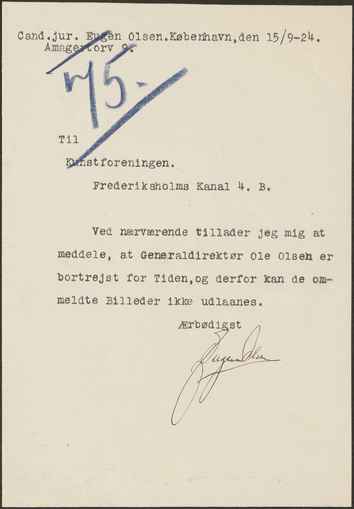 Cand.jur. Eugen Olsen.København,den 15/9-24.
Amagertorv 9.
75.
Til
Kunstforeningen.
Frederiksholms Kanal 4. B.
Ved nærværende tillader jeg mig at
meddele, at Generaldirektør Ole Olsen er
bortrejst for Tiden,og derfor kan de om-
meldte Billeder ikke udlaanes.
Ærbødigst
Eugen Olsen